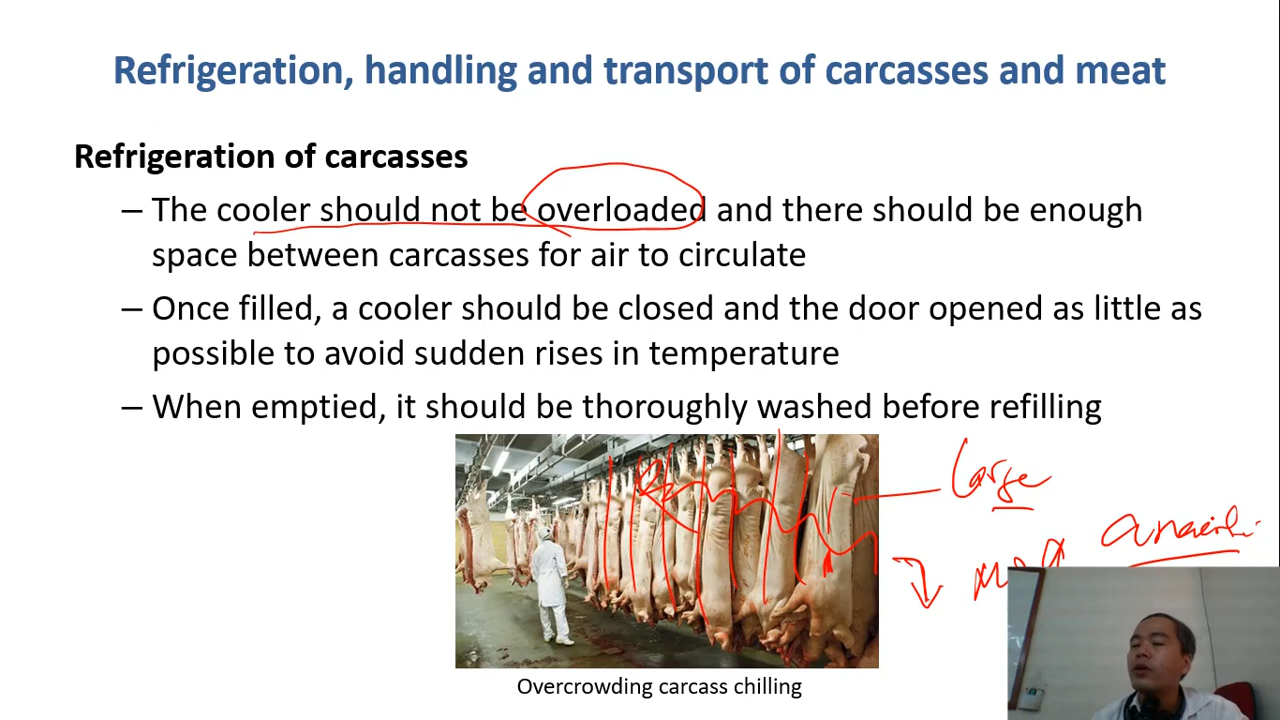 Refrigeration, handling and transport of carcasses and meat
Refrigeration of carcasses
– The cooler should not be overloaded and there should be enough
space between carcasses for air to circulate
– Once filled, a cooler should be closed and the door opened as little as
possible to avoid sudden rises in temperature
– When emptied, it should be thoroughly washed before refilling
Large
Overcrowding carcass chilling